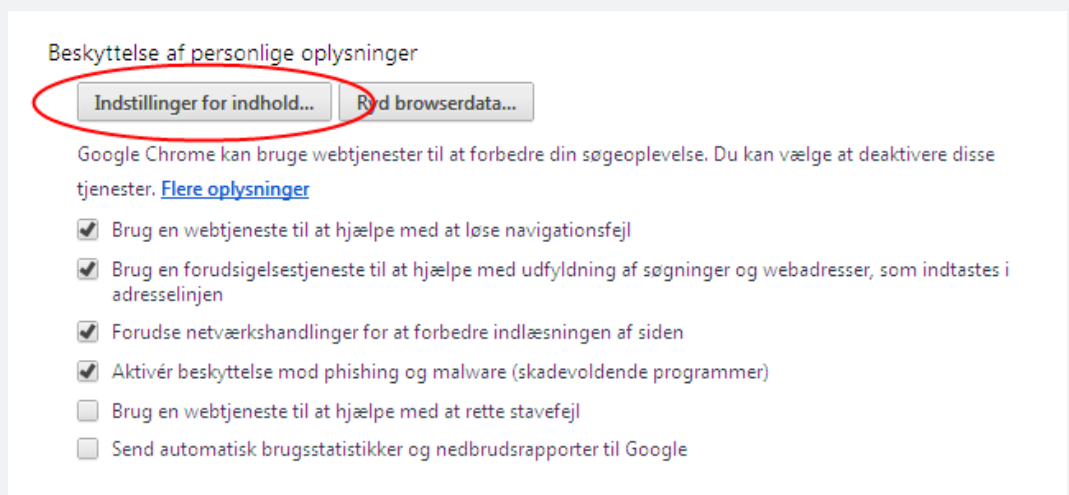 Beskyttelse af personlige oplysninger
Indstillinger for indhold... Ryd browserdata...
Google Chrome kan bruge webtjenester til at forbedre din søgeoplevelse. Du kan vælge at deaktivere disse
tjenester. Flere oplysninger
Brug en webtjeneste til at hjælpe med at løse navigationsfejl
Brug en forudsigelsestjeneste til at hjælpe med udfyldning af søgninger og webadresser, som indtastes i
adresselinjen
Forudse netværkshandlinger for at forbedre indlæsningen af siden
Aktivér beskyttelse mod phishing og malware (skadevoldende programmer)
Brug en webtjeneste til at hjælpe med at rette stavefejl
Send automatisk brugsstatistikker og nedbrudsrapporter til Google